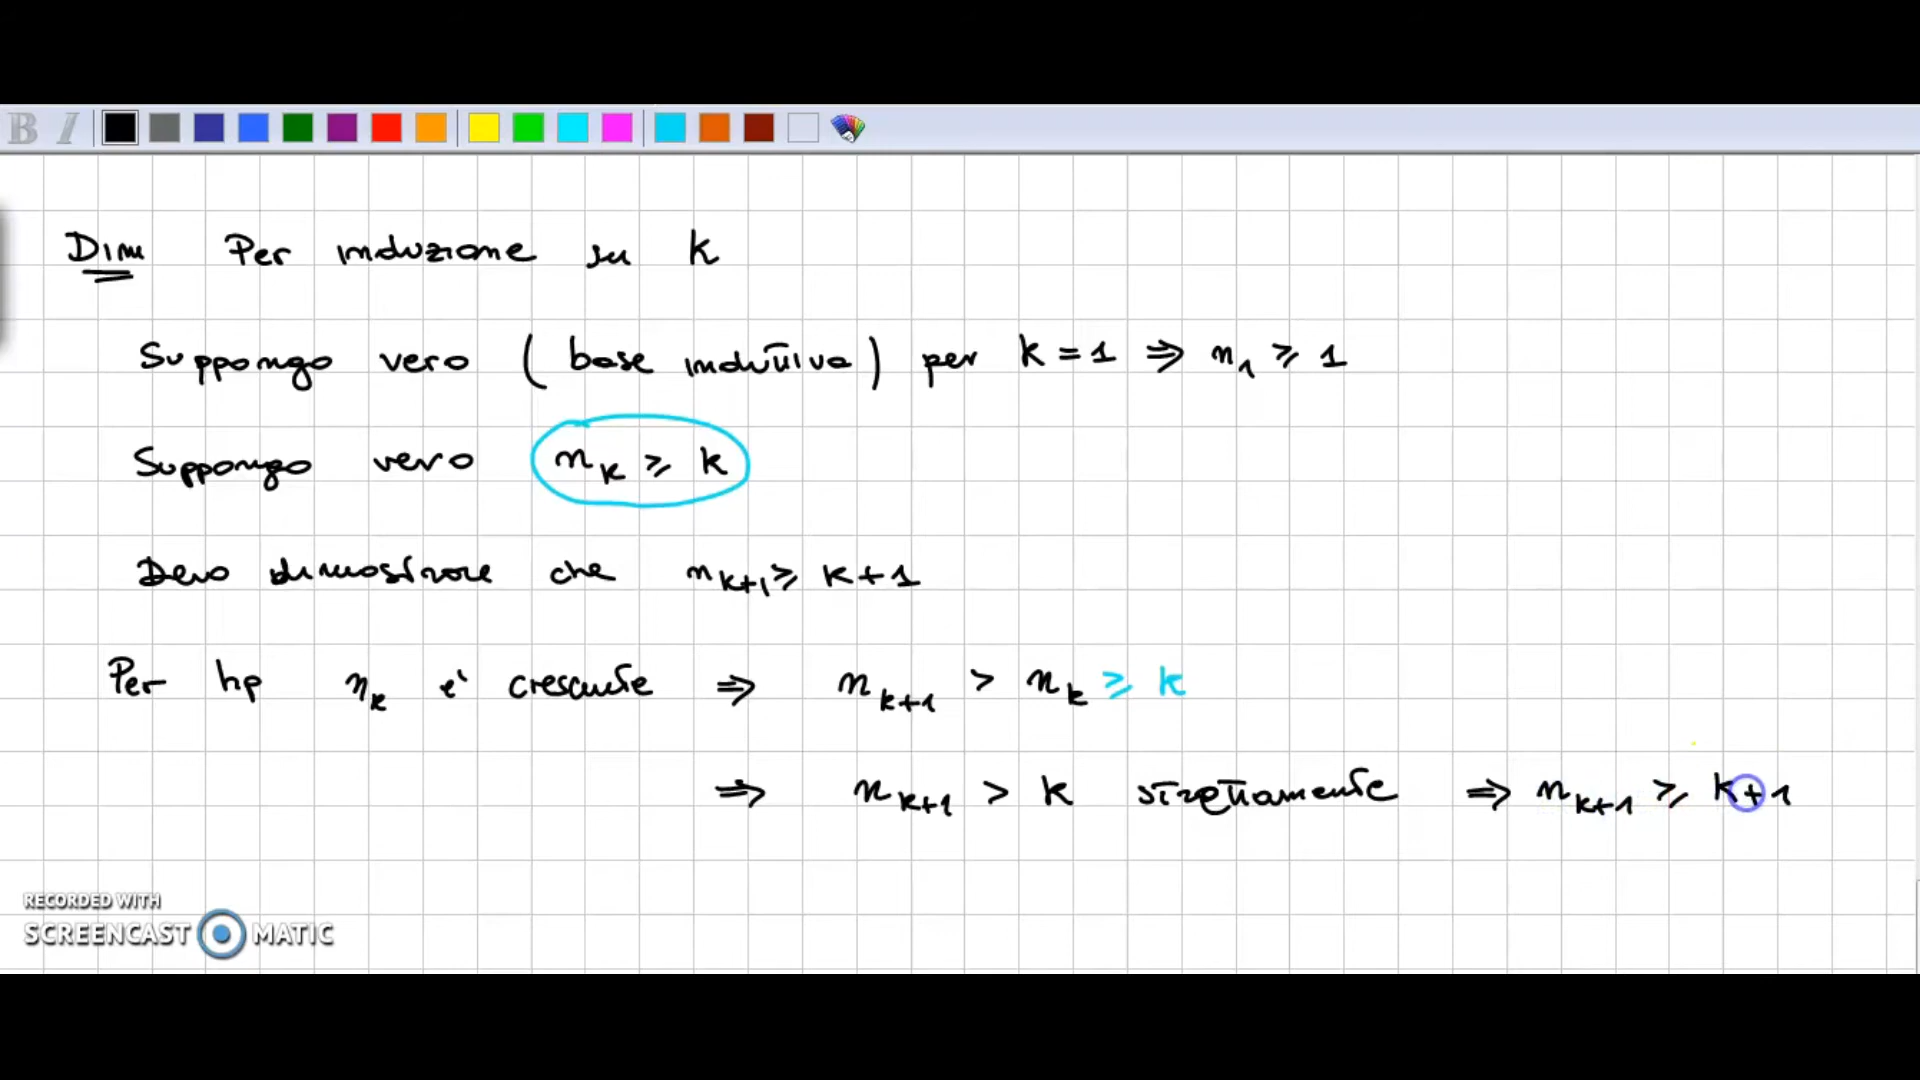 B I
Dim Per induzione su k
Suppongo vero ( base induttiva ) per k = 1 ⇒ n₁ ⩾ 1
Suppongo vero nₖ ⩾ k
Devo dimostrare che nₖ₊₁ ⩾ k + 1
Per hp nₖ e' crescente ⇒ nₖ₊₁ > nₖ ⩾ k
⇒ nₖ₊₁ > k strettamente ⇒ nₖ₊₁ ⩾ k+1
RECORDED WITH
SCREENCAST MATIC